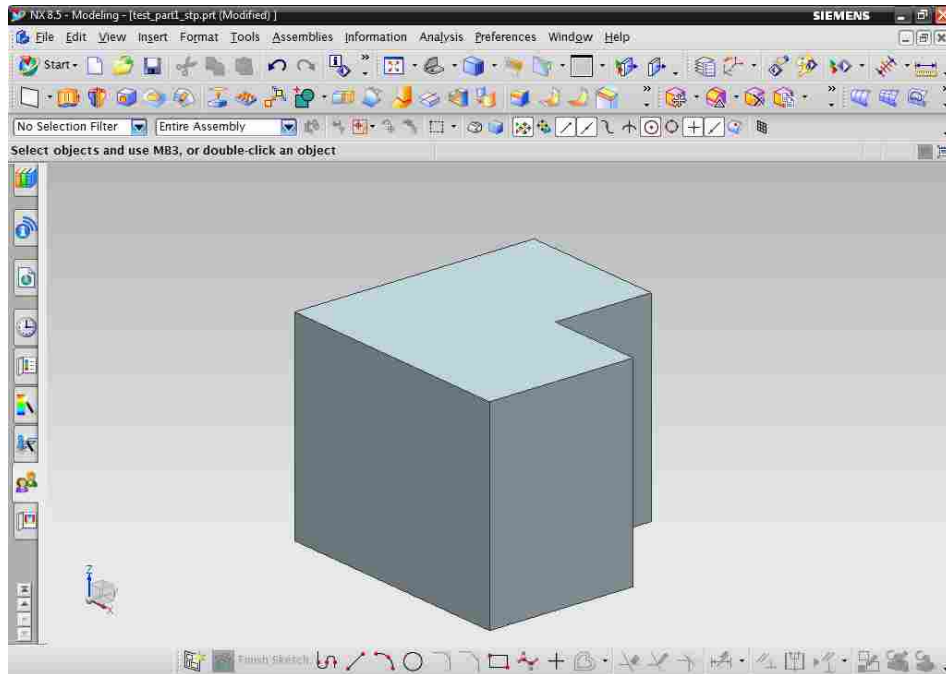 NX 8.5 - Modeling - [test_part1_stp.prt (Modified) ]
SIEMENS
File Edit View Insert Format Tools Assemblies Information Analysis Preferences Window Help
Start
No Selection Filter Entire Assembly
Select objects and use MB3, or double-click an object
Z
X
Finish Sketch